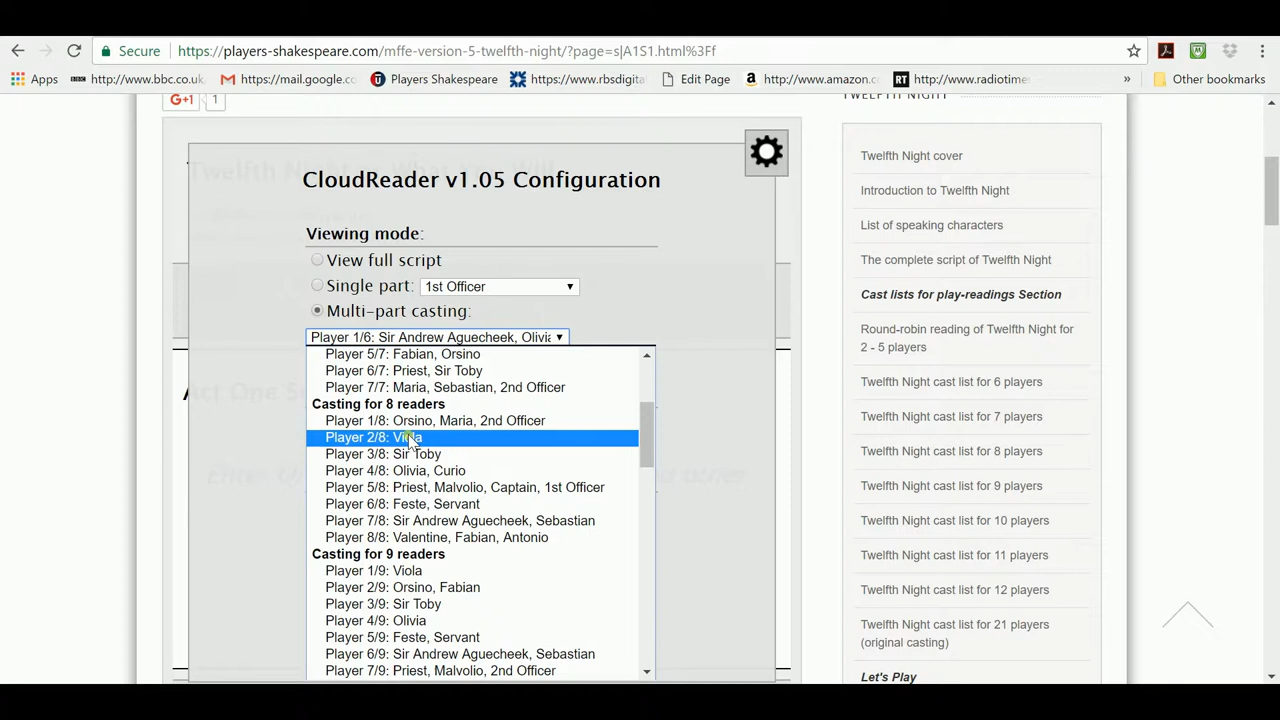 Secure
https://players-shakespeare.com/mffe-version-5-twelfth-night/?page=s|A1S1.html%3Ff
Apps
http://www.bbc.co.uk
https://mail.google.co
Players Shakespeare
https://www.rbsdigita
Edit Page
http://www.amazon.c
http://www.radiotime
»
Other bookmarks
G+1
1
TWELFTH NIGHT
CloudReader v1.05 Configuration
Viewing mode:
View full script
Single part:
1st Officer
Multi-part casting:
Player 1/6: Sir Andrew Aguecheek, Olivia
Player 5/7: Fabian, Orsino
Player 6/7: Priest, Sir Toby
Player 7/7: Maria, Sebastian, 2nd Officer
Casting for 8 readers
Player 1/8: Orsino, Maria, 2nd Officer
Player 2/8: Viola
Player 3/8: Sir Toby
Player 4/8: Olivia, Curio
Player 5/8: Priest, Malvolio, Captain, 1st Officer
Player 6/8: Feste, Servant
Player 7/8: Sir Andrew Aguecheek, Sebastian
Player 8/8: Valentine, Fabian, Antonio
Casting for 9 readers
Player 1/9: Viola
Player 2/9: Orsino, Fabian
Player 3/9: Sir Toby
Player 4/9: Olivia
Player 5/9: Feste, Servant
Player 6/9: Sir Andrew Aguecheek, Sebastian
Player 7/9: Priest, Malvolio, 2nd Officer
Twelfth Night cover
Introduction to Twelfth Night
List of speaking characters
The complete script of Twelfth Night
Cast lists for play-readings Section
Round-robin reading of Twelfth Night for
2 - 5 players
Twelfth Night cast list for 6 players
Twelfth Night cast list for 7 players
Twelfth Night cast list for 8 players
Twelfth Night cast list for 9 players
Twelfth Night cast list for 10 players
Twelfth Night cast list for 11 players
Twelfth Night cast list for 12 players
Twelfth Night cast list for 21 players
(original casting)
Let's Play